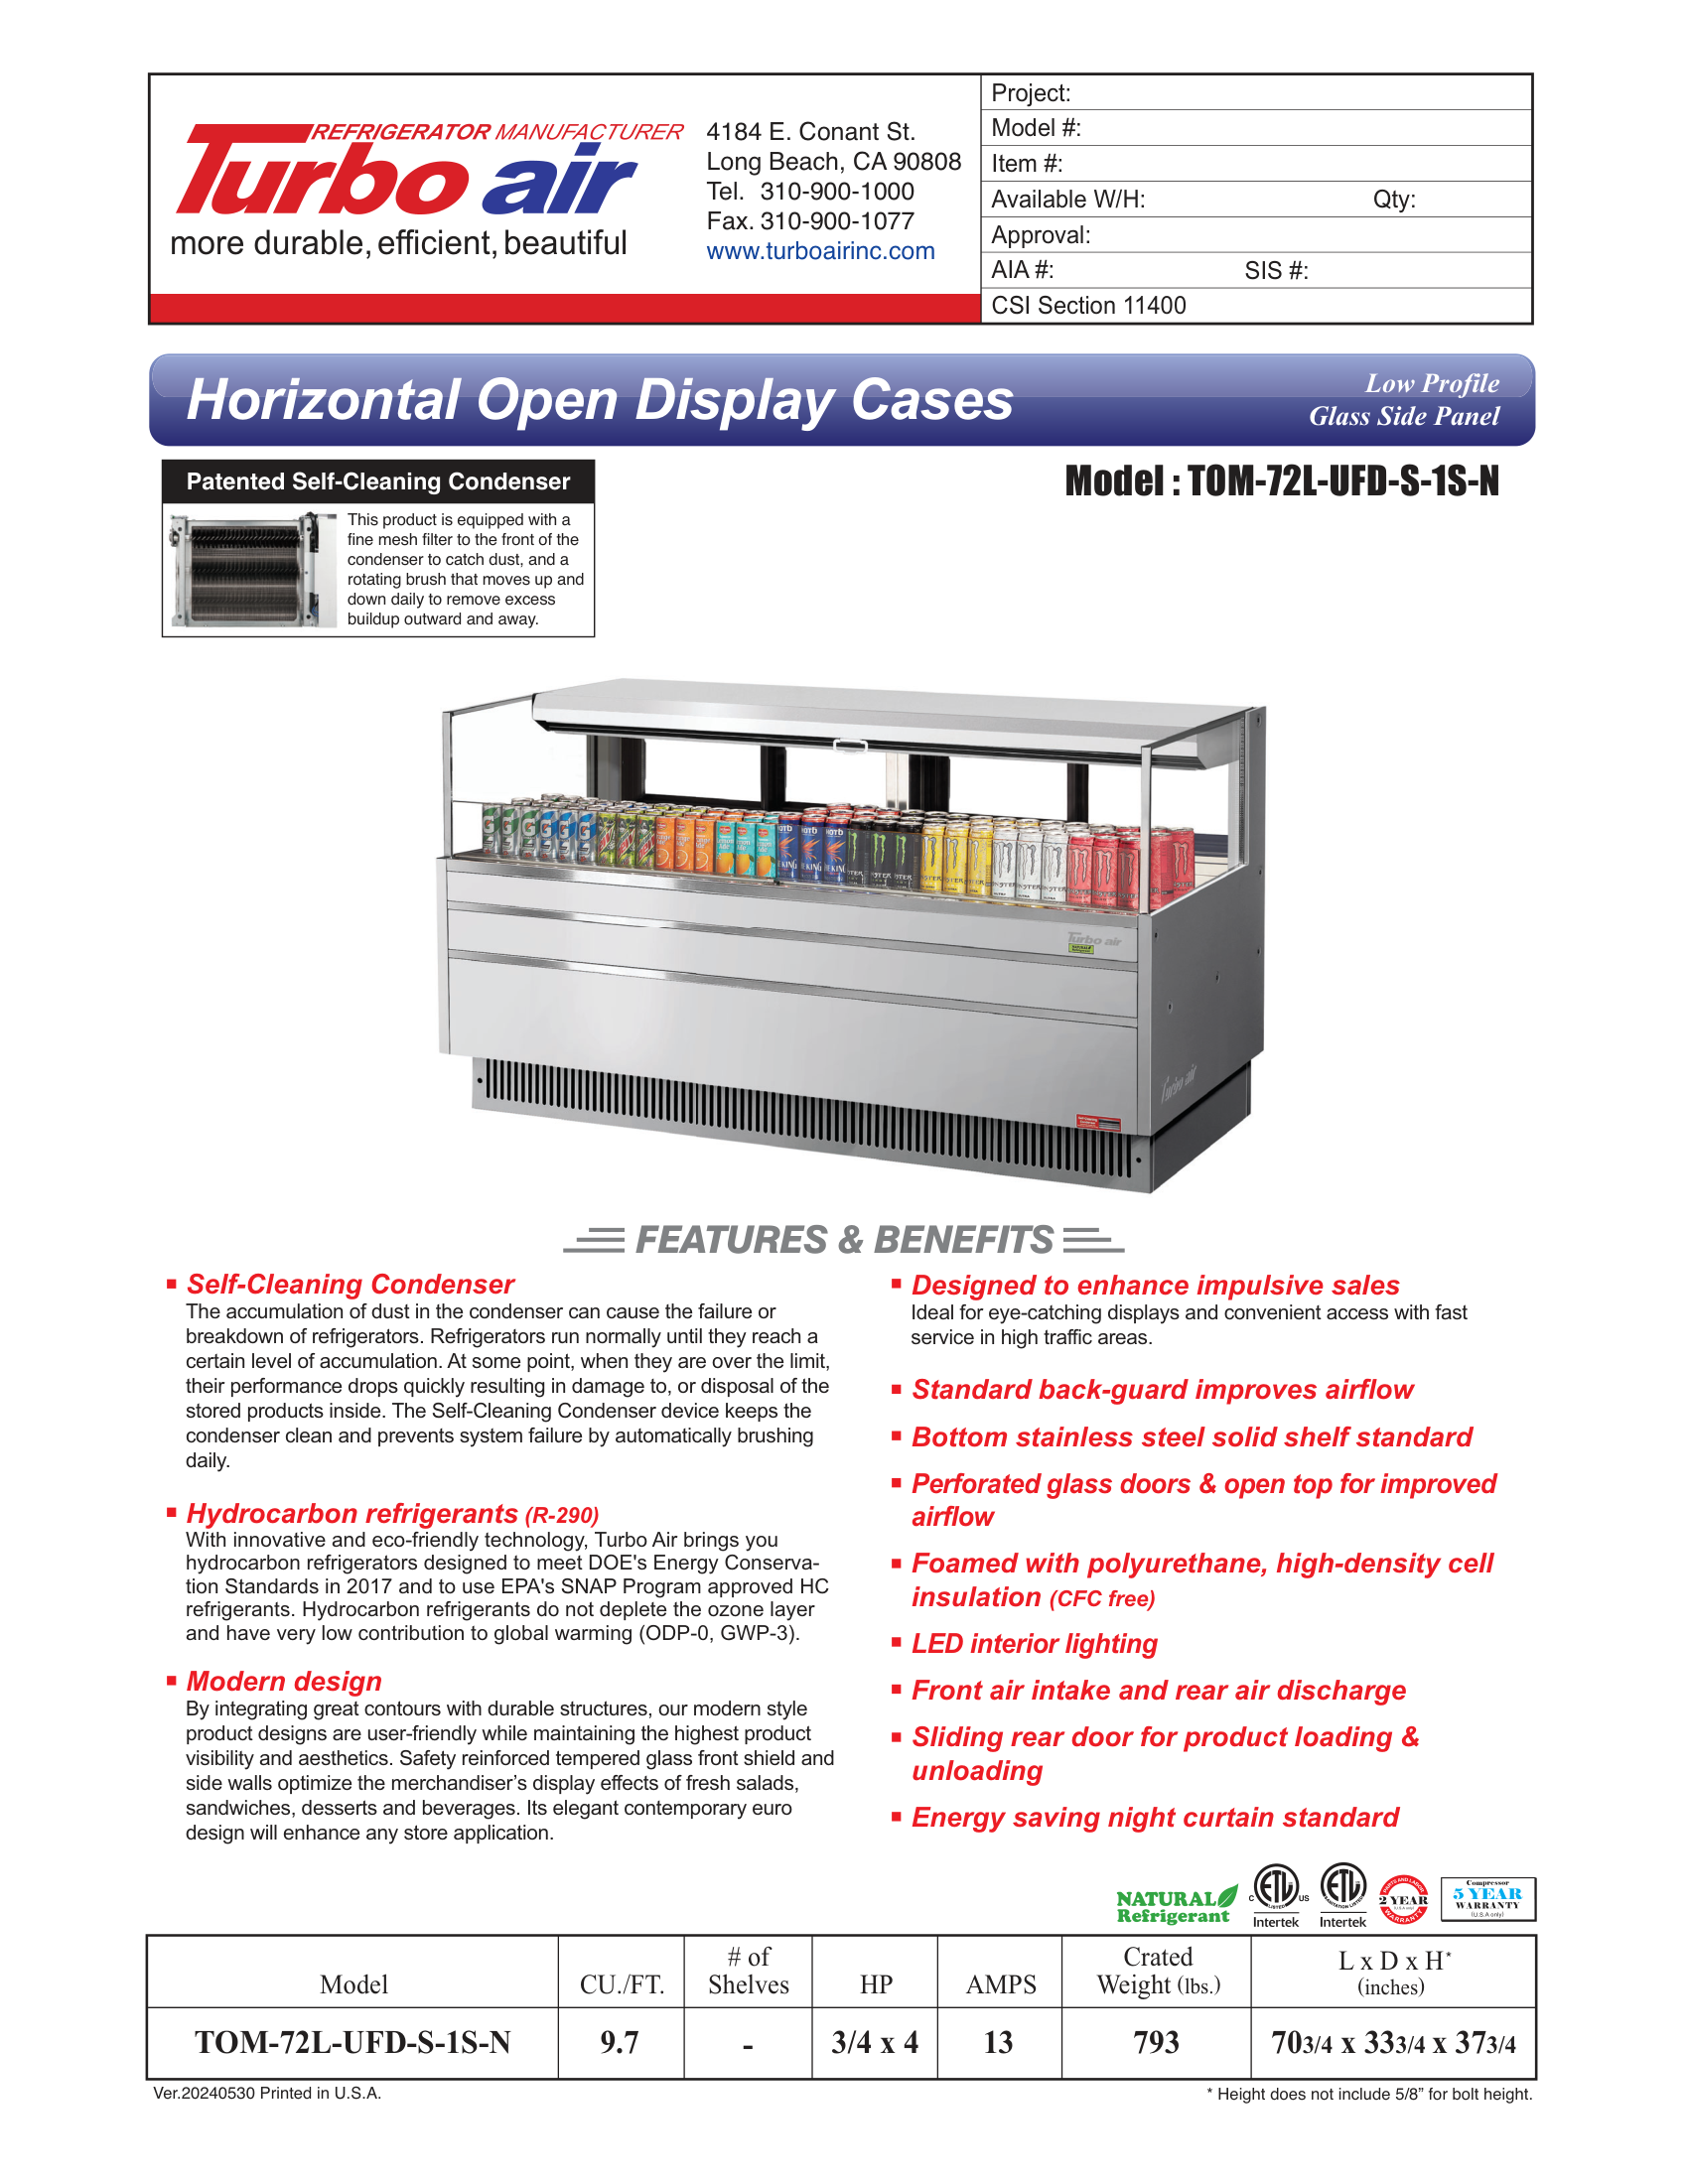 REFRIGERATOR MANUFACTURER
Turbo air
more durable, efficient, beautiful
4184 E. Conant St.
Long Beach, CA 90808
Tel. 310-900-1000
Fax. 310-900-1077
www.turboairinc.com
Project:
Model #:
Item #:
Available W/H: Qty:
Approval:
AIA #: SIS #:
CSI Section 11400
Horizontal Open Display Cases
Low Profile
Glass Side Panel
Patented Self-Cleaning Condenser
This product is equipped with a
fine mesh filter to the front of the
condenser to catch dust, and a
rotating brush that moves up and
down daily to remove excess
buildup outward and away.
Model : TOM-72L-UFD-S-1S-N
Turbo air
Turbo air
FEATURES & BENEFITS
Self-Cleaning Condenser
The accumulation of dust in the condenser can cause the failure or
breakdown of refrigerators. Refrigerators run normally until they reach a
certain level of accumulation. At some point, when they are over the limit,
their performance drops quickly resulting in damage to, or disposal of the
stored products inside. The Self-Cleaning Condenser device keeps the
condenser clean and prevents system failure by automatically brushing
daily.
Hydrocarbon refrigerants (R-290)
With innovative and eco-friendly technology, Turbo Air brings you
hydrocarbon refrigerators designed to meet DOE's Energy Conserva-
tion Standards in 2017 and to use EPA's SNAP Program approved HC
refrigerants. Hydrocarbon refrigerants do not deplete the ozone layer
and have very low contribution to global warming (ODP-0, GWP-3).
Modern design
By integrating great contours with durable structures, our modern style
product designs are user-friendly while maintaining the highest product
visibility and aesthetics. Safety reinforced tempered glass front shield and
side walls optimize the merchandiser’s display effects of fresh salads,
sandwiches, desserts and beverages. Its elegant contemporary euro
design will enhance any store application.
Designed to enhance impulsive sales
Ideal for eye-catching displays and convenient access with fast
service in high traffic areas.
Standard back-guard improves airflow
Bottom stainless steel solid shelf standard
Perforated glass doors & open top for improved
airflow
Foamed with polyurethane, high-density cell
insulation (CFC free)
LED interior lighting
Front air intake and rear air discharge
Sliding rear door for product loading &
unloading
Energy saving night curtain standard
NATURAL
Refrigerant
C ETL US
LISTED
Intertek
ETL
SANITATION LISTED
Intertek
PARTS AND LABOR
2 YEAR
(U.S.A only)
WARRANTY
Compressor
5 YEAR
WARRANTY
(U.S.A only)
Model CU./FT. # of Shelves HP AMPS Crated Weight (lbs.) L x D x H* (inches)
TOM-72L-UFD-S-1S-N 9.7 - 3/4 x 4 13 793 703/4 x 333/4 x 373/4
Ver.20240530 Printed in U.S.A.
* Height does not include 5/8” for bolt height.